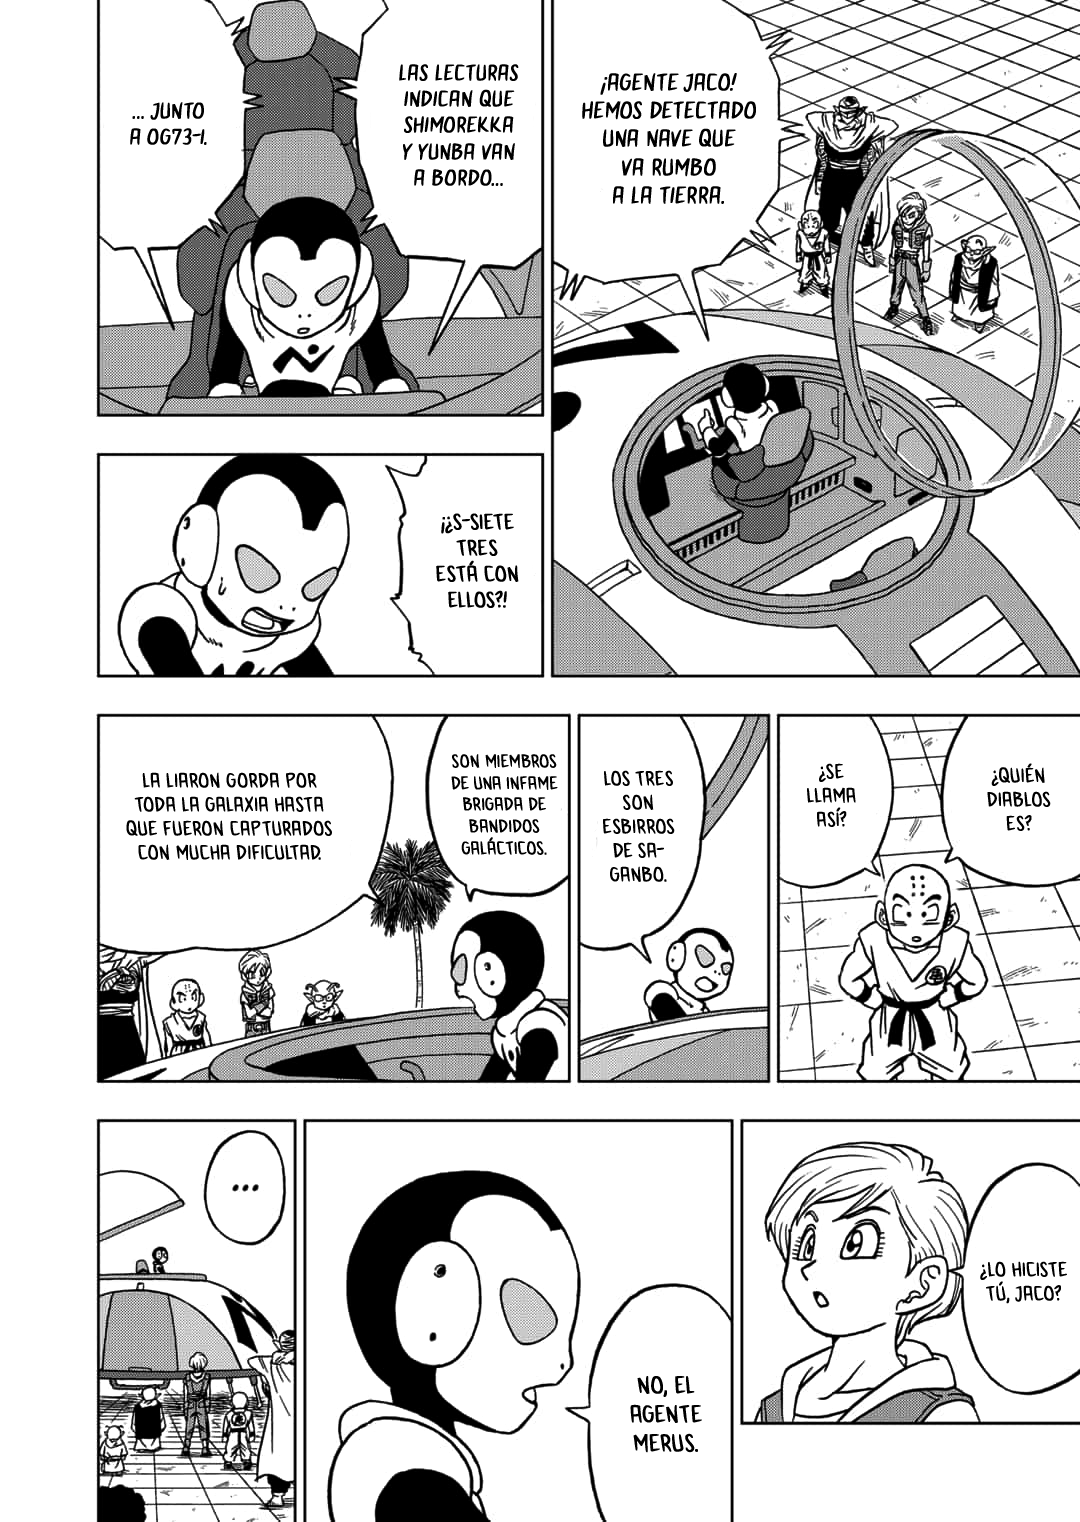 ¡AGENTE JACO!
HEMOS DETECTADO
UNA NAVE QUE
VA RUMBO
A LA TIERRA.
LAS LECTURAS
INDICAN QUE
SHIMOREKKA
Y YUNBA VAN
A BORDO...
... JUNTO
A OG73-I.
¡¿S-SIETE
TRES
ESTÁ CON
ELLOS?!
¿QUIÉN
DIABLOS
ES?
¿SE
LLAMA
ASÍ?
LOS TRES
SON
ESBIRROS
DE SA-
GANBO.
SON MIEMBROS
DE UNA INFAME
BRIGADA DE
BANDIDOS
GALÁCTICOS.
LA LIARON GORDA POR
TODA LA GALAXIA HASTA
QUE FUERON CAPTURADOS
CON MUCHA DIFICULTAD.
¿LO HICISTE
TÚ, JACO?
NO, EL
AGENTE
MERUS.
...